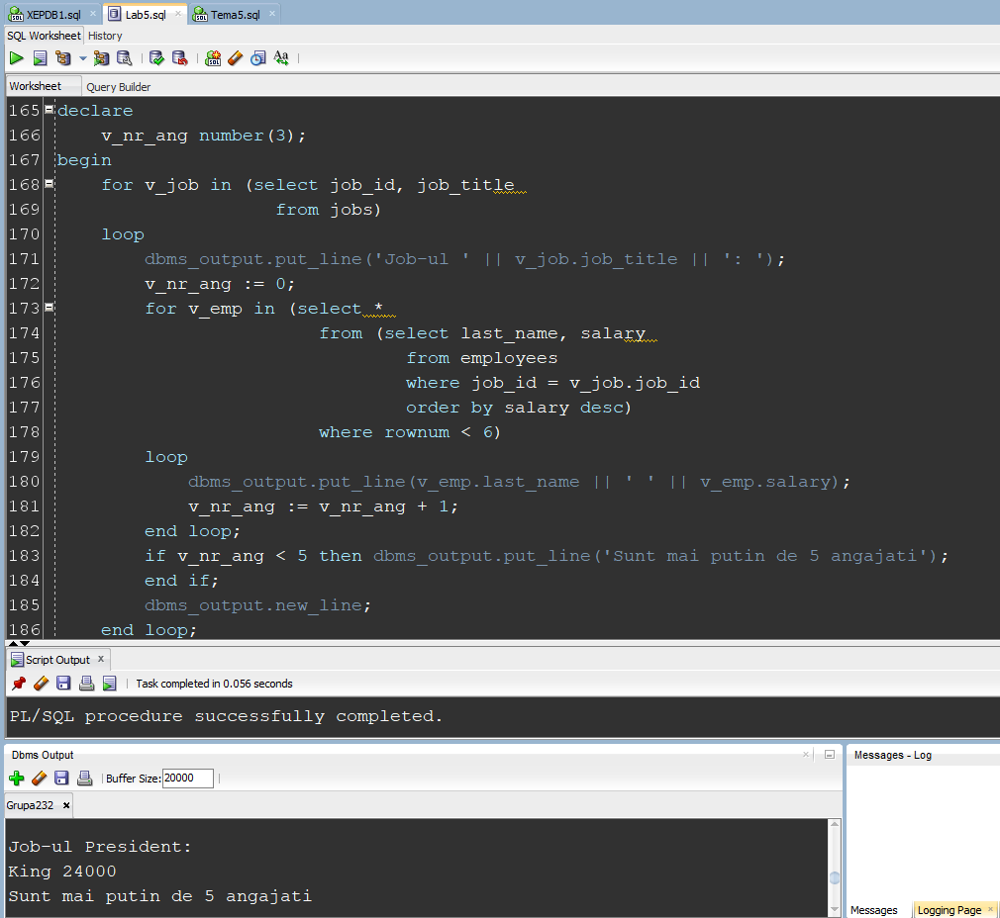 XEPDB1.sql × Lab5.sql × Tema5.sql ×
SQL Worksheet History
Worksheet Query Builder
165 declare
166     v_nr_ang number(3);
167 begin
168     for v_job in (select job_id, job_title
169                     from jobs)
170     loop
171         dbms_output.put_line('Job-ul ' || v_job.job_title || ': ');
172         v_nr_ang := 0;
173         for v_emp in (select *
174                         from (select last_name, salary
175                                 from employees
176                                 where job_id = v_job.job_id
177                                 order by salary desc)
178                         where rownum < 6)
179         loop
180             dbms_output.put_line(v_emp.last_name || ' ' || v_emp.salary);
181             v_nr_ang := v_nr_ang + 1;
182         end loop;
183         if v_nr_ang < 5 then dbms_output.put_line('Sunt mai putin de 5 angajati');
184         end if;
185         dbms_output.new_line;
186     end loop;
Script Output ×
Task completed in 0.056 seconds
PL/SQL procedure successfully completed.
Dbms Output
Buffer Size: 20000
Grupa232 ×
Job-ul President:
King 24000
Sunt mai putin de 5 angajati
Messages - Log
Messages Logging Page ×